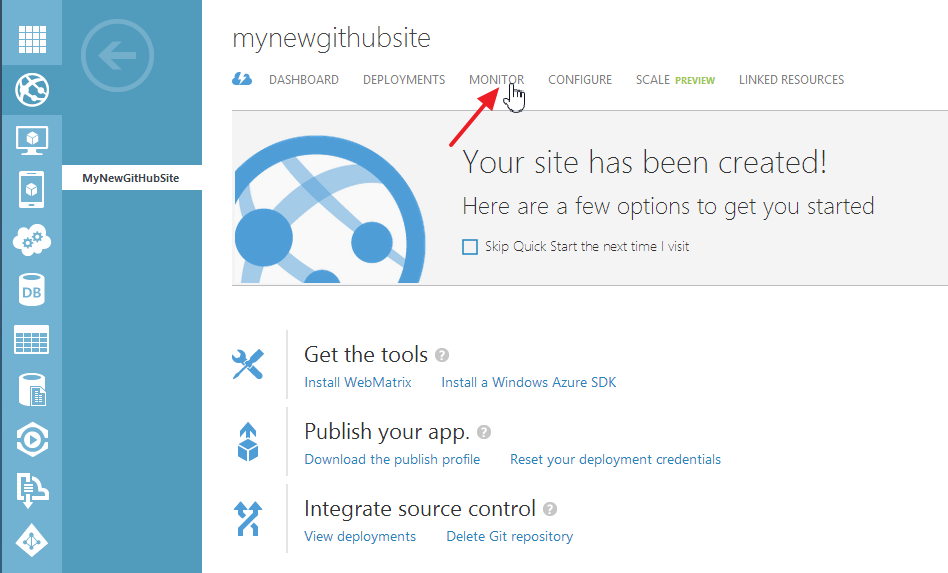 mynewgithubsite
DASHBOARD DEPLOYMENTS MONITOR CONFIGURE SCALE PREVIEW LINKED RESOURCES
MyNewGitHubSite
Your site has been created!
Here are a few options to get you started
Skip Quick Start the next time I visit
DB
Get the tools ?
Install WebMatrix Install a Windows Azure SDK
Publish your app. ?
Download the publish profile Reset your deployment credentials
Integrate source control ?
View deployments Delete Git repository